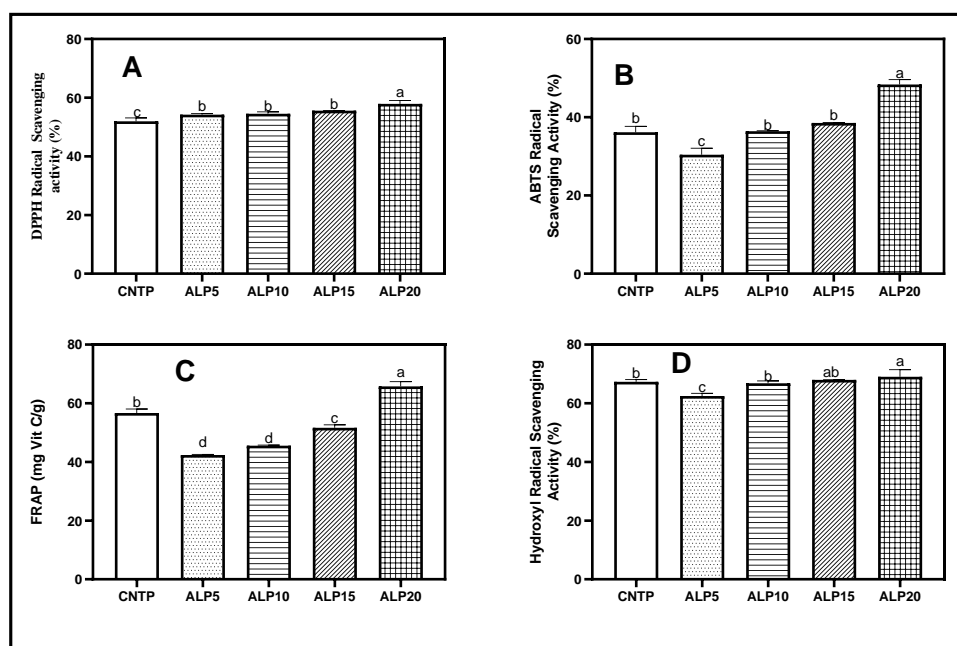 A
DPPH Radical Scavenging
activity (%)
80
60
40
20
0
c
b
b
b
a
CNTP
ALP5
ALP10
ALP15
ALP20
B
ABTS Radical
Scavenging Activity (%)
60
40
20
0
b
c
b
b
a
CNTP
ALP5
ALP10
ALP15
ALP20
C
FRAP (mg Vit C/g)
80
60
40
20
0
b
d
d
c
a
CNTP
ALP5
ALP10
ALP15
ALP20
D
Hydroxyl Radical Scavenging
Activity (%)
80
60
40
20
0
b
c
b
ab
a
CNTP
ALP5
ALP10
ALP15
ALP20